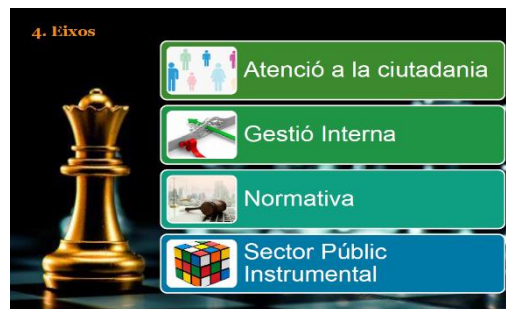 4. Eixos
Atenció a la ciutadania
Gestió Interna
Normativa
Sector Públic
Instrumental